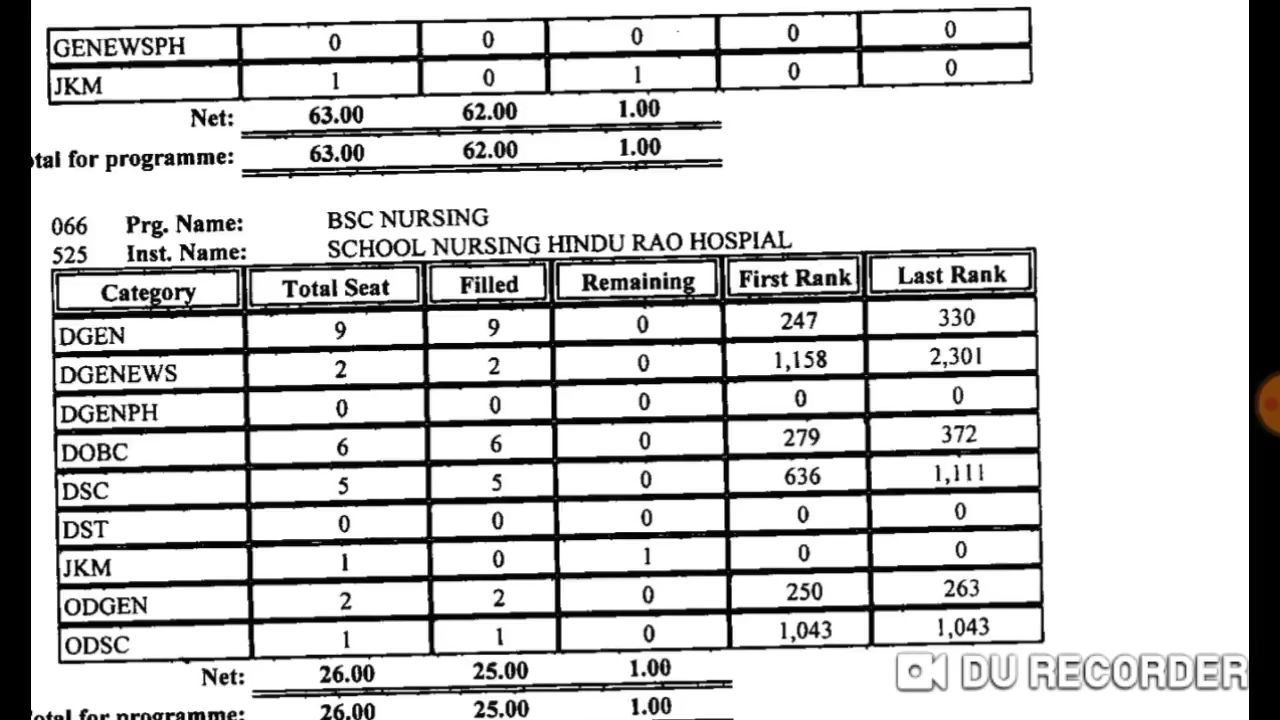 GENEWSPH 0 0 0 0 0
JKM 1 0 1 0 0
Net: 63.00 62.00 1.00
otal for programme: 63.00 62.00 1.00
066 Prg. Name: BSC NURSING
525 Inst. Name: SCHOOL NURSING HINDU RAO HOSPIAL
Category Total Seat Filled Remaining First Rank Last Rank
DGEN 9 9 0 247 330
DGENEWS 2 2 0 1,158 2,301
DGENPH 0 0 0 0 0
DOBC 6 6 0 279 372
DSC 5 5 0 636 1,111
DST 0 0 0 0 0
JKM 1 0 1 0 0
ODGEN 2 2 0 250 263
ODSC 1 1 0 1,043 1,043
Net: 26.00 25.00 1.00
otal for programme: 26.00 25.00 1.00
DU RECORDER